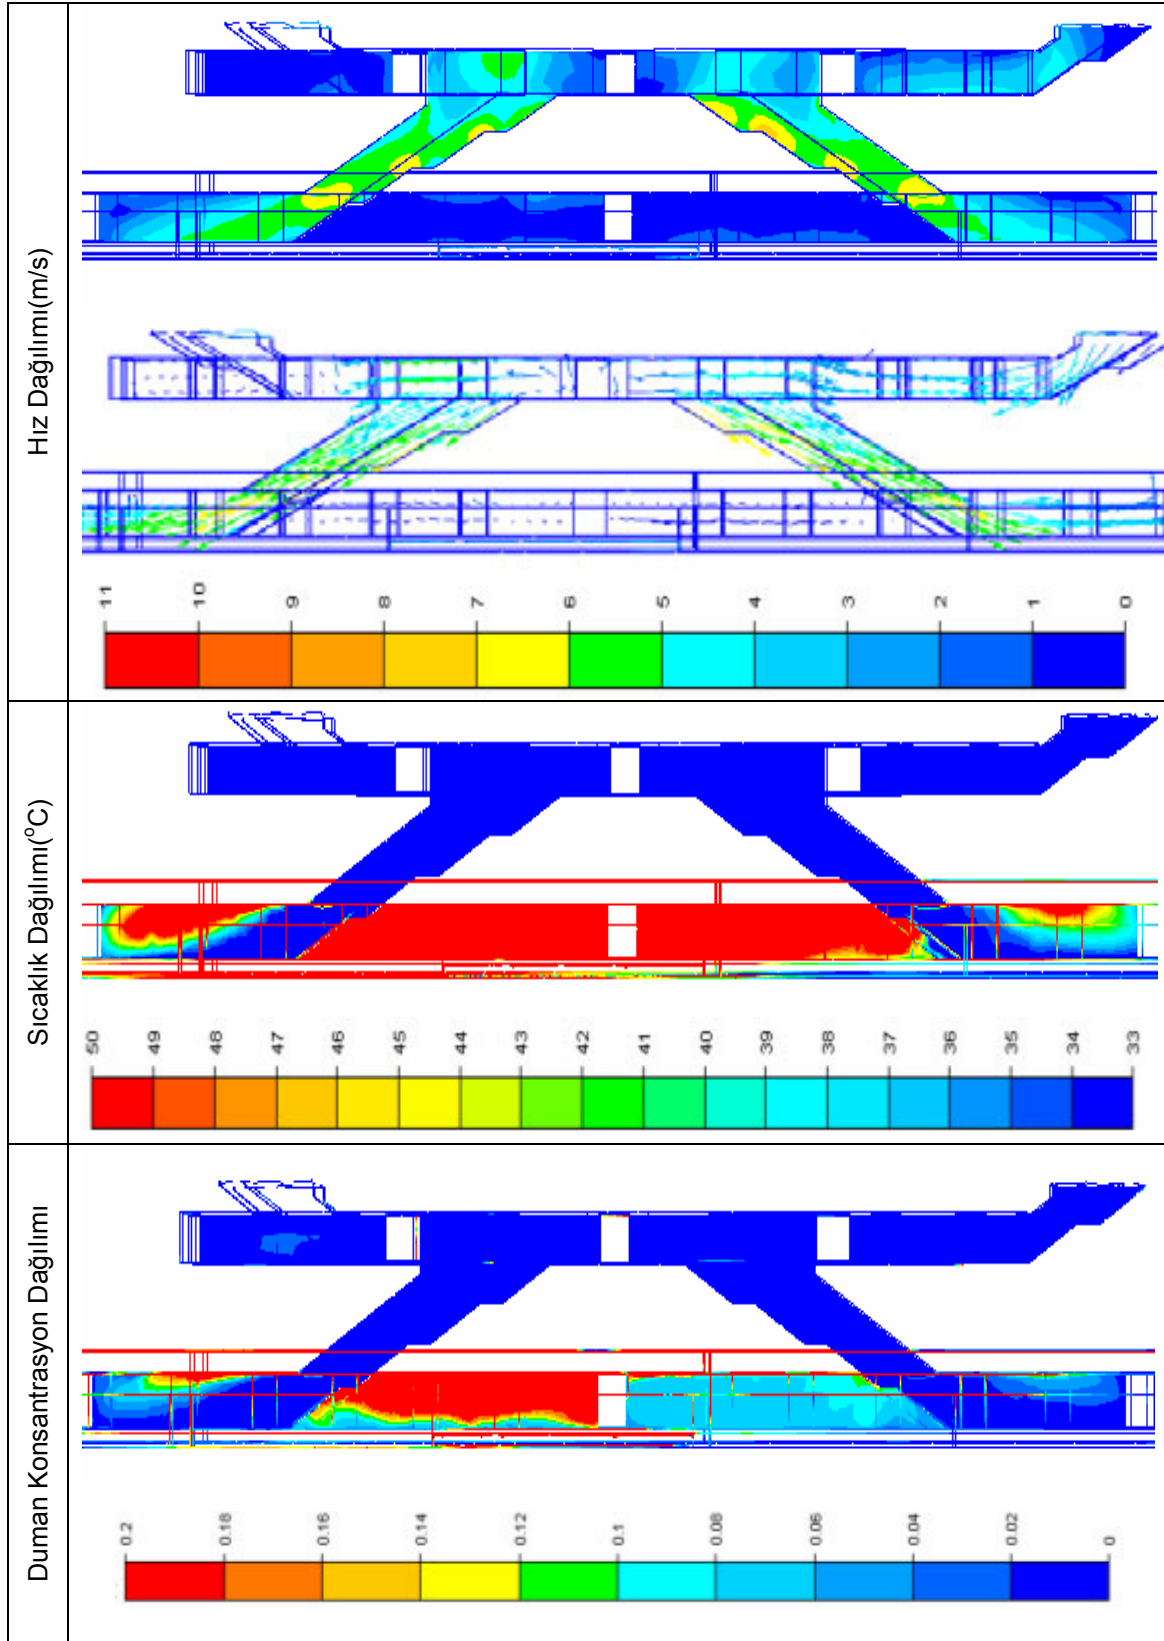 Hız Dağılımı(m/s)
11 10 9 8 7 6 5 4 3 2 1 0
Sıcaklık Dağılımı(°C)
50 49 48 47 46 45 44 43 42 41 40 39 38 37 36 35 34 33
Duman Konsantrasyon Dağılımı
0.2 0.18 0.16 0.14 0.12 0.1 0.08 0.06 0.04 0.02 0